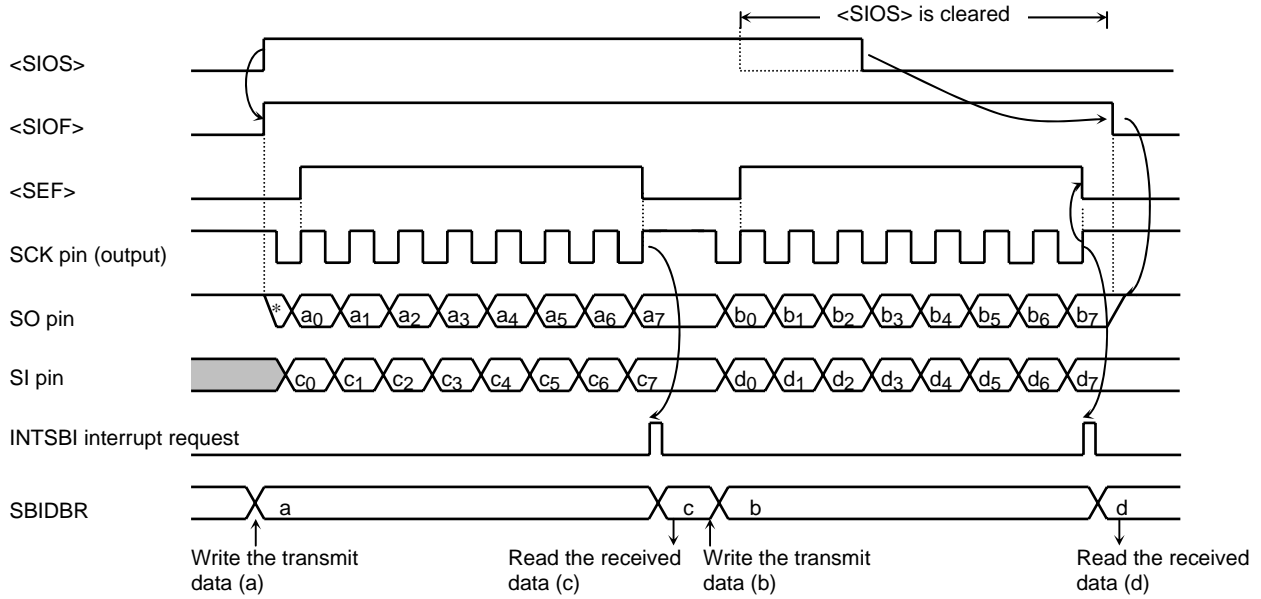 <SIOS> is cleared
<SIOS>
<SIOF>
<SEF>
SCK pin (output)
SO pin
* a0 a1 a2 a3 a4 a5 a6 a7 b0 b1 b2 b3 b4 b5 b6 b7
SI pin
c0 c1 c2 c3 c4 c5 c6 c7 d0 d1 d2 d3 d4 d5 d6 d7
INTSBI interrupt request
SBIDBR
a c b d
Write the transmit
data (a)
Read the received
data (c)
Write the transmit
data (b)
Read the received
data (d)